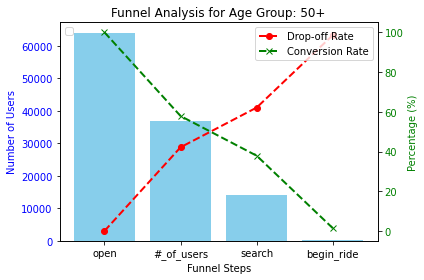 Funnel Analysis for Age Group: 50+
Drop-off Rate
Conversion Rate
Number of Users
60000
50000
40000
30000
20000
10000
0
100
80
60
40
20
0
Percentage (%)
open
#_of_users
search
begin_ride
Funnel Steps